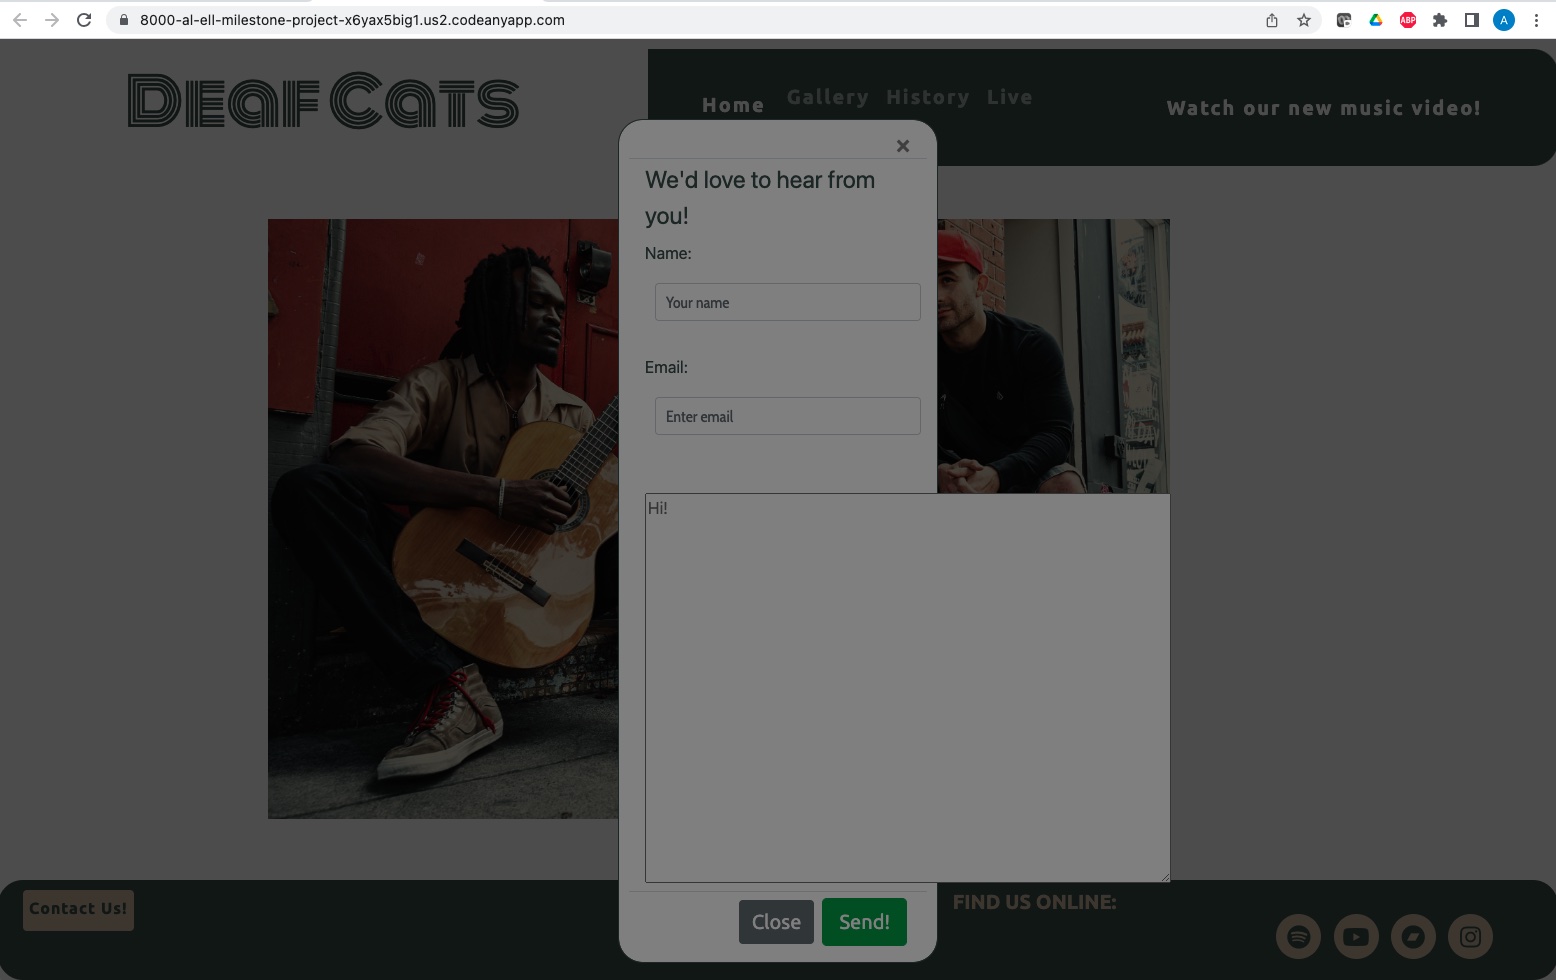 8000-al-ell-milestone-project-x6yax5big1.us2.codeanyapp.com
ABP
A
Deaf Cats
Home Gallery History Live
Watch our new music video!
×
We'd love to hear from
you!
Name:
Your name
Email:
Enter email
Hi!
Close Send!
Contact Us!
FIND US ONLINE: